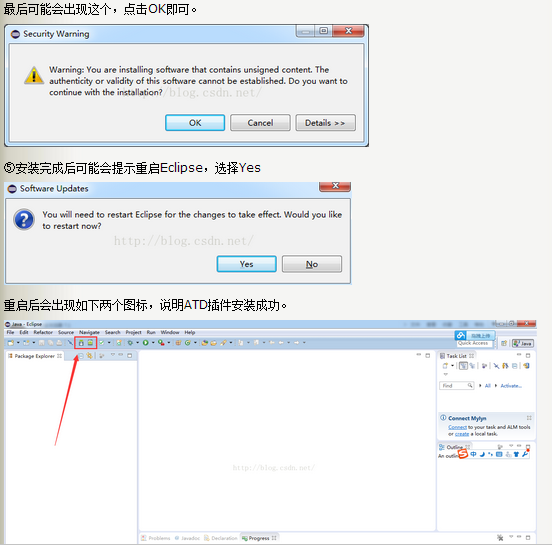 最后可能会出现这个，点击OK即可。
Security Warning
Warning: You are installing software that contains unsigned content. The
authenticity or validity of this software cannot be established. Do you want to
continue with the installation?
http://blog.csdn.net/
OK
Cancel
Details >>
⑤安装完成后可能会提示重启Eclipse，选择Yes
Software Updates
You will need to restart Eclipse for the changes to take effect. Would you like
to restart now?
http://blog.csdn.net/
Yes
No
重启后会出现如下两个图标，说明ATD插件安装成功。
Java - Eclipse
File Edit Refactor Source Navigate Search Project Run Window Help
Quick Access
Java
Package Explorer
Task List
Find
All
Activate...
Connect Mylyn
Connect to your task and ALM tools
or create a local task.
Outline
An outline
中
http://blog.csdn.net/
Problems
Javadoc
Declaration
Progress